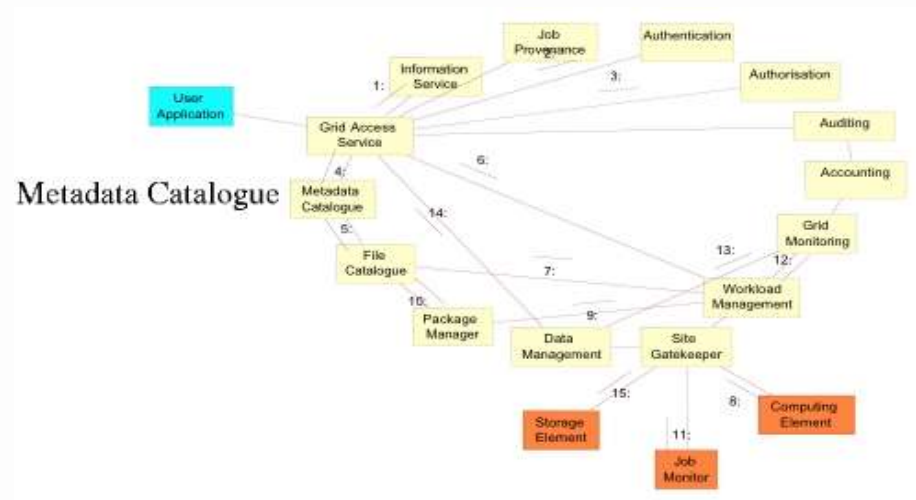 Job
Provenance
2:
Authentication
Information
Service
3:
Authorisation
1:
User
Application
Grid Access
Service
Auditing
6:
4:
Accounting
Metadata Catalogue
Metadata
Catalogue
14:
5:
Grid
Monitoring
13:
12:
File
Catalogue
7:
Workload
Management
10:
9:
Package
Manager
Data
Management
Site
Gatekeeper
15:
8:
Computing
Element
Storage
Element
11:
Job
Monitor